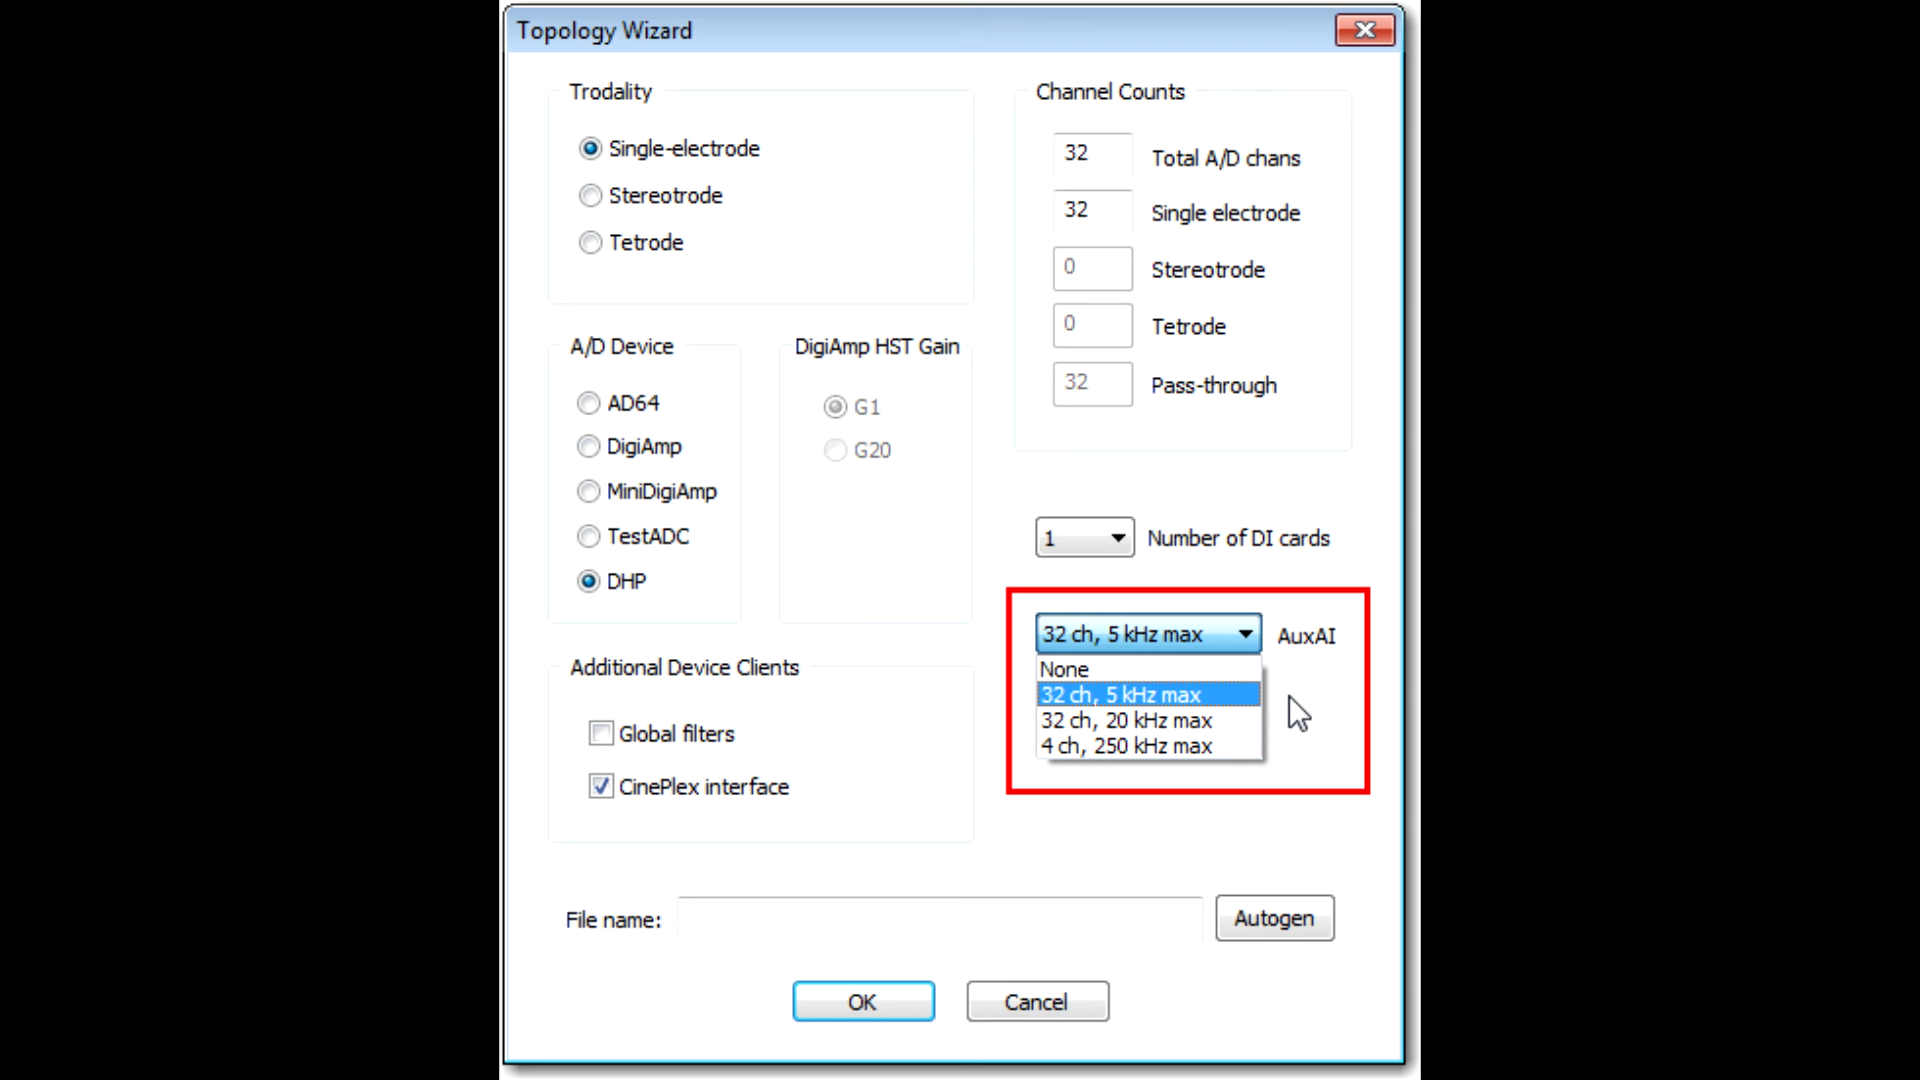 Topology Wizard
Trodality
Single-electrode
Stereotrode
Tetrode
Channel Counts
32 Total A/D chans
32 Single electrode
0 Stereotrode
0 Tetrode
32 Pass-through
A/D Device
AD64
DigiAmp
MiniDigiAmp
TestADC
DHP
DigiAmp HST Gain
G1
G20
1 Number of DI cards
32 ch, 5 kHz max AuxAI
None
32 ch, 5 kHz max
32 ch, 20 kHz max
4 ch, 250 kHz max
Additional Device Clients
Global filters
CinePlex interface
File name: Autogen
OK Cancel